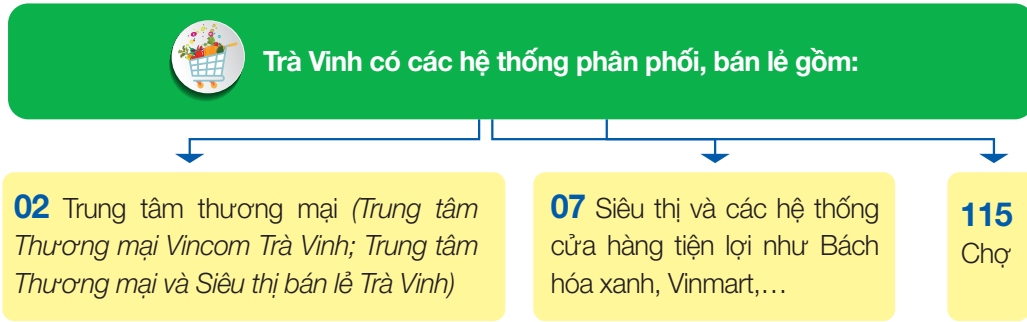 Trà Vinh có các hệ thống phân phối, bán lẻ gồm:
02 Trung tâm thương mại (Trung tâm
Thương mại Vincom Trà Vinh; Trung tâm
Thương mại và Siêu thị bán lẻ Trà Vinh)
07 Siêu thị và các hệ thống
cửa hàng tiện lợi như Bách
hóa xanh, Vinmart,…
115
Chợ